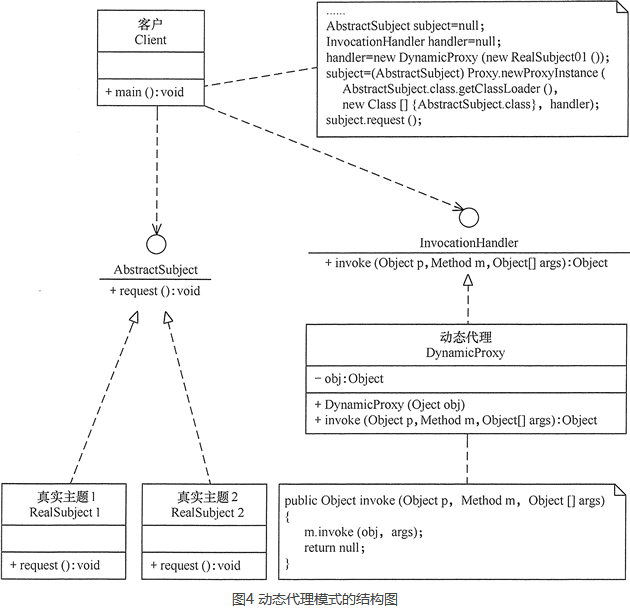 客户
Client
+ main ():void
……
AbstractSubject subject=null;
InvocationHandler handler=null;
handler=new DynamicProxy (new RealSubject01 ());
subject=(AbstractSubject) Proxy.newProxyInstance (
AbstractSubject.class.getClassLoader (),
new Class [] {AbstractSubject.class}, handler);
subject.request ();
AbstractSubject
+ request ():void
InvocationHandler
+ invoke (Object p,Method m,Object[] args):Object
动态代理
DynamicProxy
- obj:Object
+ DynamicProxy (Oject obj)
+ invoke (Object p,Method m,Object[] args):Object
真实主题1
RealSubject 1
+ request ():void
真实主题2
RealSubject 2
+ request ():void
public Object invoke (Object p, Method m, Object [] args)
{
m.invoke (obj, args);
return null;
}
图4 动态代理模式的结构图